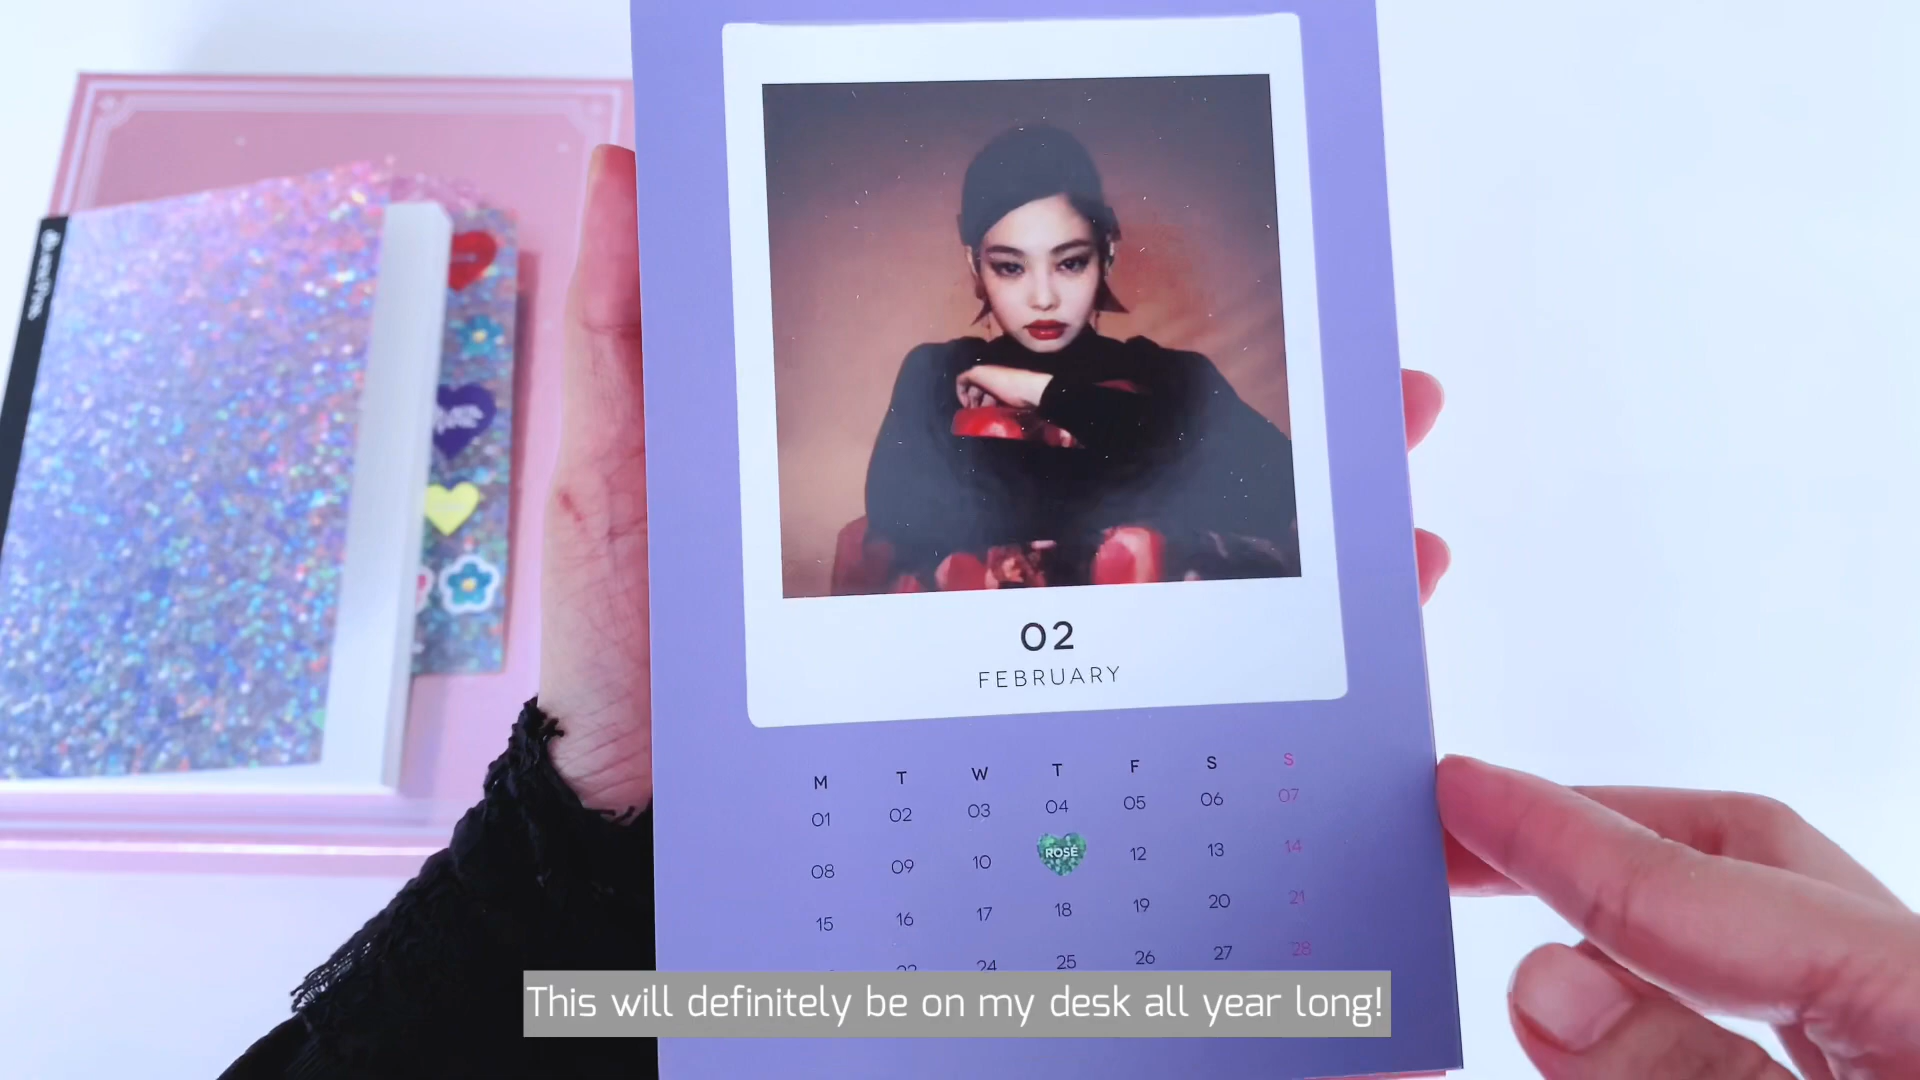 02
FEBRUARY
M T W T F S S
01 02 03 04 05 06 07
08 09 10 ROSÉ 12 13 14
15 16 17 18 19 20 21
24 25 26 27 28
This will definitely be on my desk all year long!